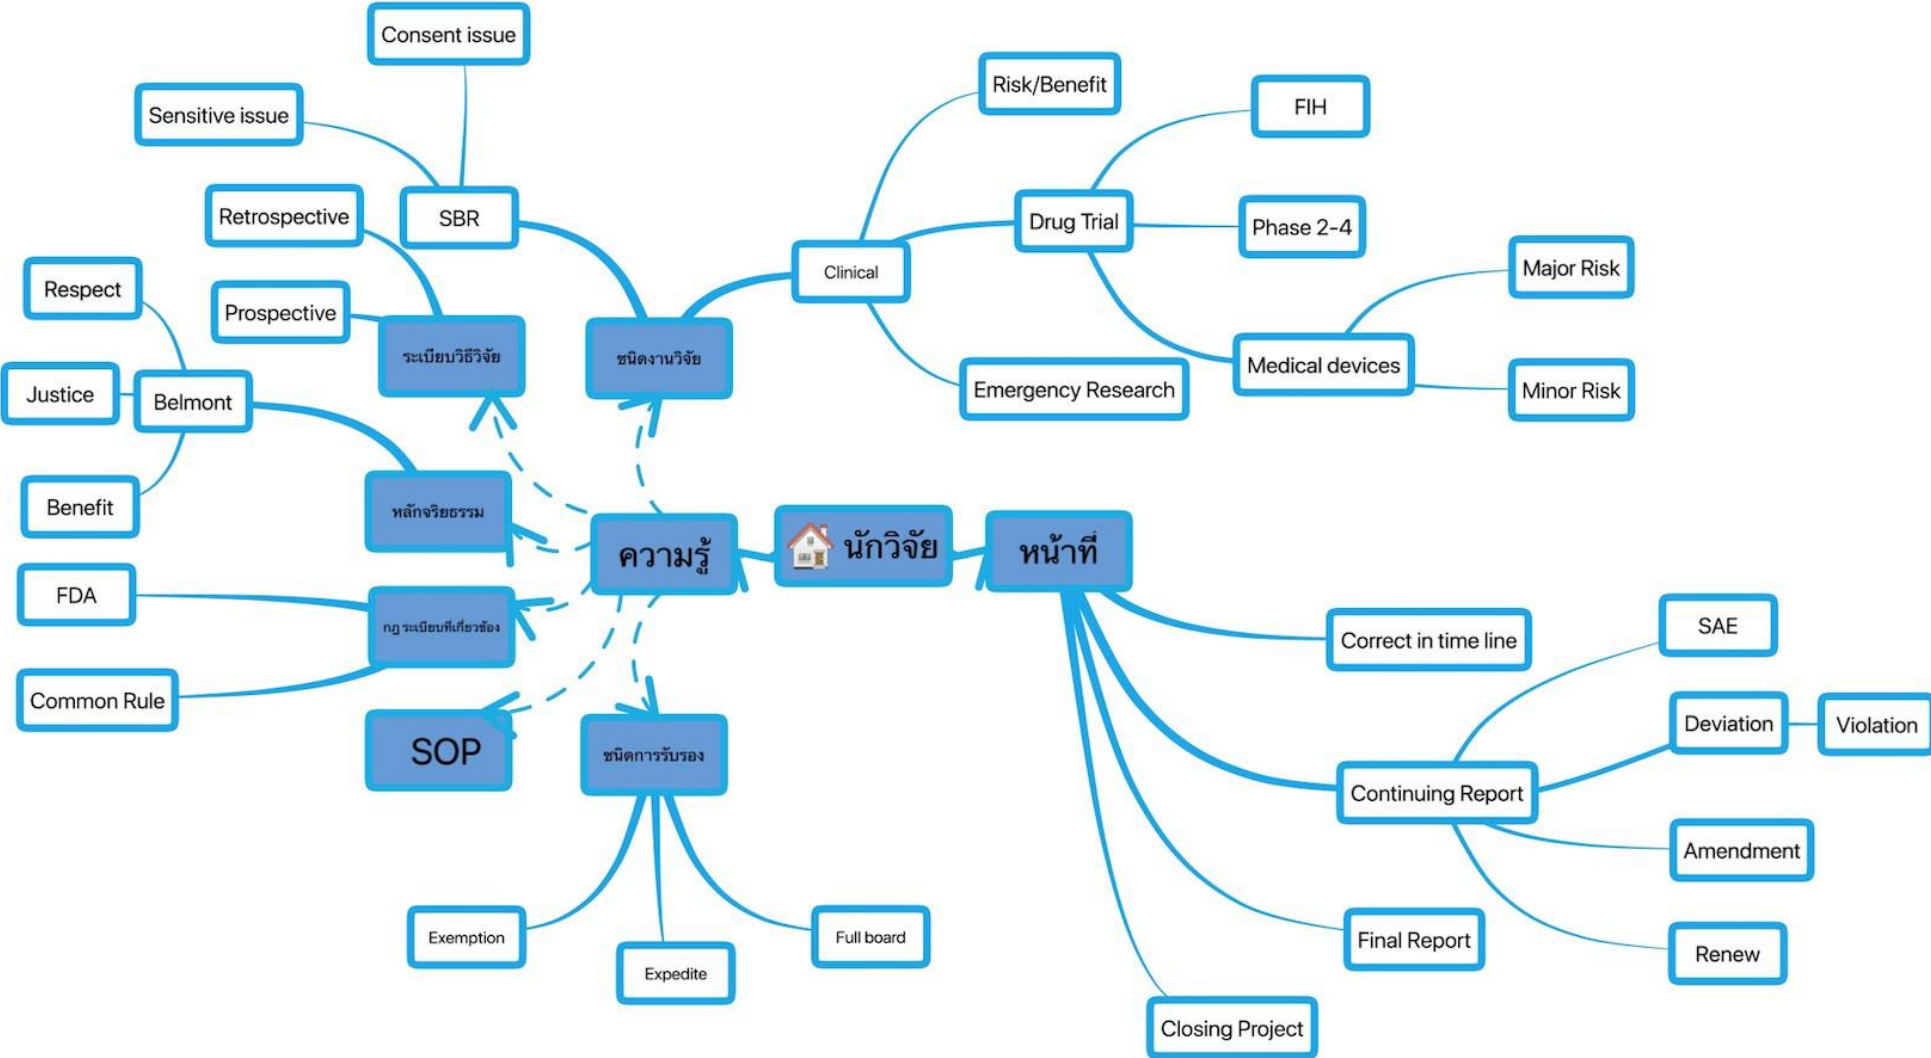 Consent issue
Sensitive issue
Retrospective
SBR
Respect
Prospective
ระเบียบวิธีวิจัย
ชนิดงานวิจัย
Justice
Belmont
Benefit
หลักจริยธรรม
FDA
กฎ ระเบียบที่เกี่ยวข้อง
Common Rule
SOP
ชนิดการรับรอง
Exemption
Expedite
Full board
ความรู้
นักวิจัย
หน้าที่
Risk/Benefit
FIH
Drug Trial
Phase 2-4
Clinical
Major Risk
Medical devices
Emergency Research
Minor Risk
Correct in time line
SAE
Deviation
Violation
Continuing Report
Amendment
Final Report
Renew
Closing Project